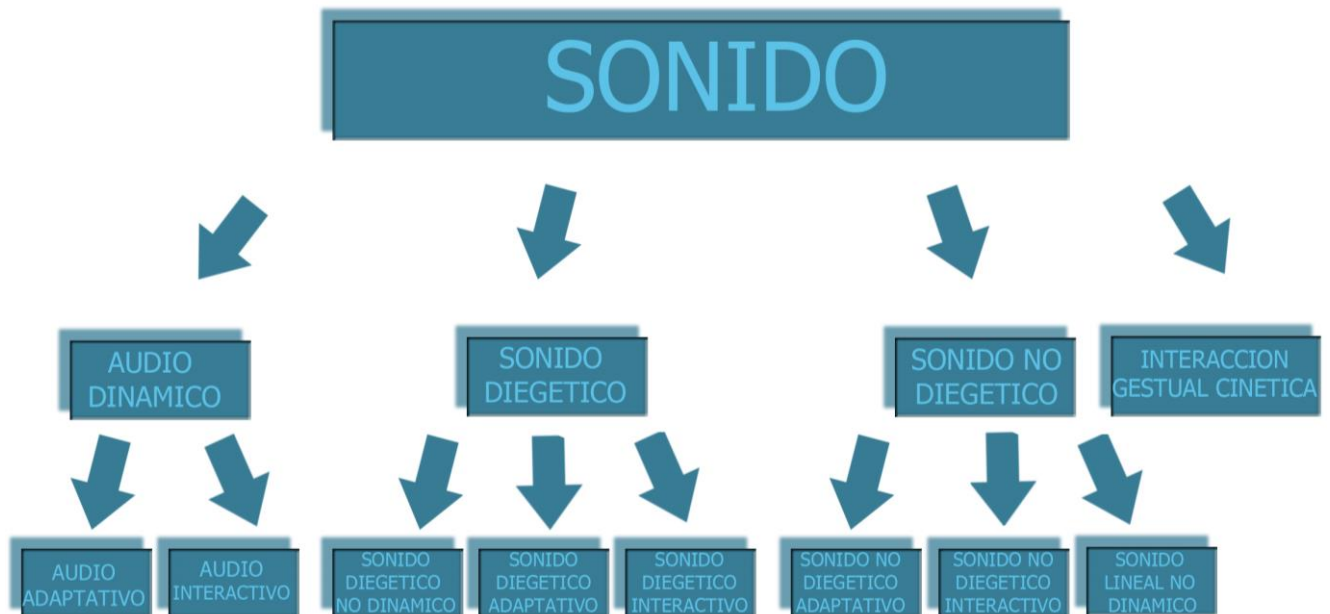 SONIDO
AUDIO
DINAMICO
SONIDO
DIEGETICO
SONIDO NO
DIEGETICO
INTERACCION
GESTUAL CINETICA
AUDIO
ADAPTATIVO
AUDIO
INTERACTIVO
SONIDO
DIEGETICO
NO DINAMICO
SONIDO
DIEGETICO
ADAPTATIVO
SONIDO
DIEGETICO
INTERACTIVO
SONIDO NO
DIEGETICO
ADAPTATIVO
SONIDO NO
DIEGETICO
INTERACTIVO
SONIDO
LINEAL NO
DINAMICO